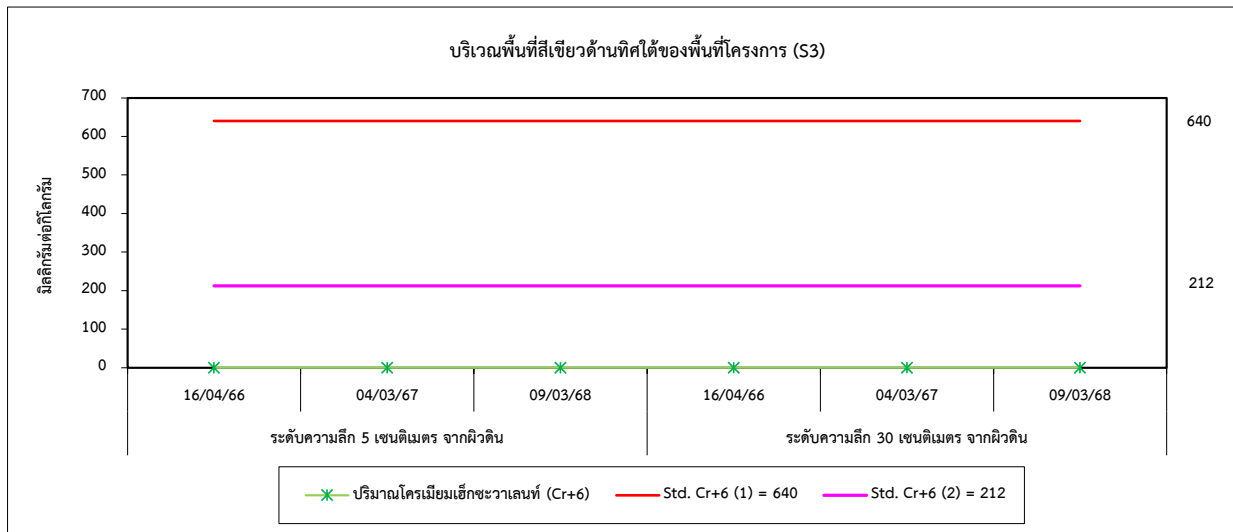 บริเวณพื้นที่สีเขียวด้านทิศใต้ของพื้นที่โครงการ (S3)
มิลลิกรัมต่อกิโลกรัม
700
600
500
400
300
200
100
0
640
212
16/04/66 04/03/67 09/03/68 16/04/66 04/03/67 09/03/68
ระดับความลึก 5 เซนติเมตร จากผิวดิน ระดับความลึก 30 เซนติเมตร จากผิวดิน
ปริมาณโครเมียมเฮ็กซะวาเลนท์ (Cr+6) Std. Cr+6 (1) = 640 Std. Cr+6 (2) = 212